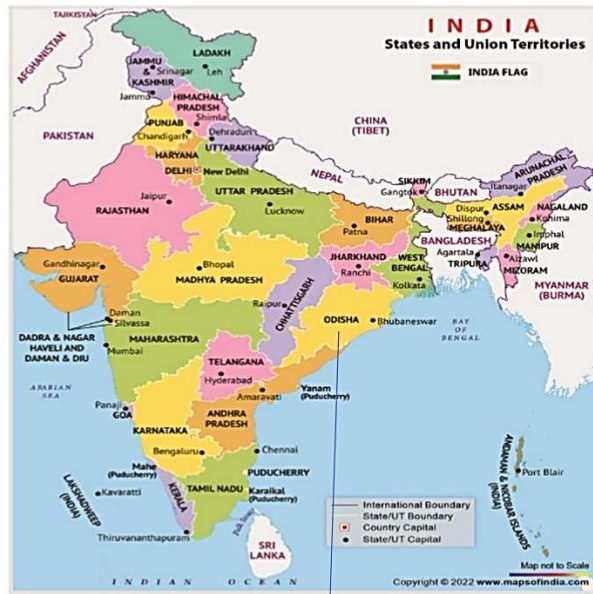 INDIA
States and Union Territories
INDIA FLAG
TAJIKISTAN
AFGHANISTAN
LADAKH
Leh
JAMMU
&
KASHMIR
Srinagar
Jammu
HIMACHAL
PRADESH
Shimla
PUNJAB
Chandigarh
Dehradun
UTTARAKHAND
HARYANA
DELHI
New Delhi
PAKISTAN
CHINA
(TIBET)
NEPAL
BHUTAN
SIKKIM
Gangtok
ARUNACHAL
PRADESH
Itanagar
RAJASTHAN
Jaipur
UTTAR PRADESH
Lucknow
BIHAR
Patna
ASSAM
Dispur
Shillong
MEGHALAYA
NAGALAND
Kohima
Imphal
MANIPUR
BANGLADESH
Agartala
TRIPURA
Aizawl
MIZORAM
MYANMAR
(BURMA)
Gandhinagar
GUJARAT
Bhopal
MADHYA PRADESH
JHARKHAND
Ranchi
WEST
BENGAL
Kolkata
Raipur
CHHATTISGARH
Daman
Silvassa
DADRA & NAGAR
HAVELI AND
DAMAN & DIU
Mumbai
MAHARASHTRA
ODISHA
Bhubaneswar
BAY
OF
BENGAL
ARABIAN
SEA
TELANGANA
Hyderabad
Amaravati
Yanam
(Puducherry)
Panaji
GOA
KARNATAKA
ANDHRA
PRADESH
Bengaluru
Chennai
Mahe
(Puducherry)
PUDUCHERRY
TAMIL NADU
Karaikal
(Puducherry)
KERALA
LAKSHADWEEP
(INDIA)
Kavaratti
Thiruvananthapuram
SRI
LANKA
ANDAMAN & NICOBAR ISLANDS
(INDIA)
Port Blair
International Boundary
State/UT Boundary
Country Capital
State/UT Capital
INDIAN OCEAN
Map not to Scale
Copyright © 2022 www.mapsofindia.com